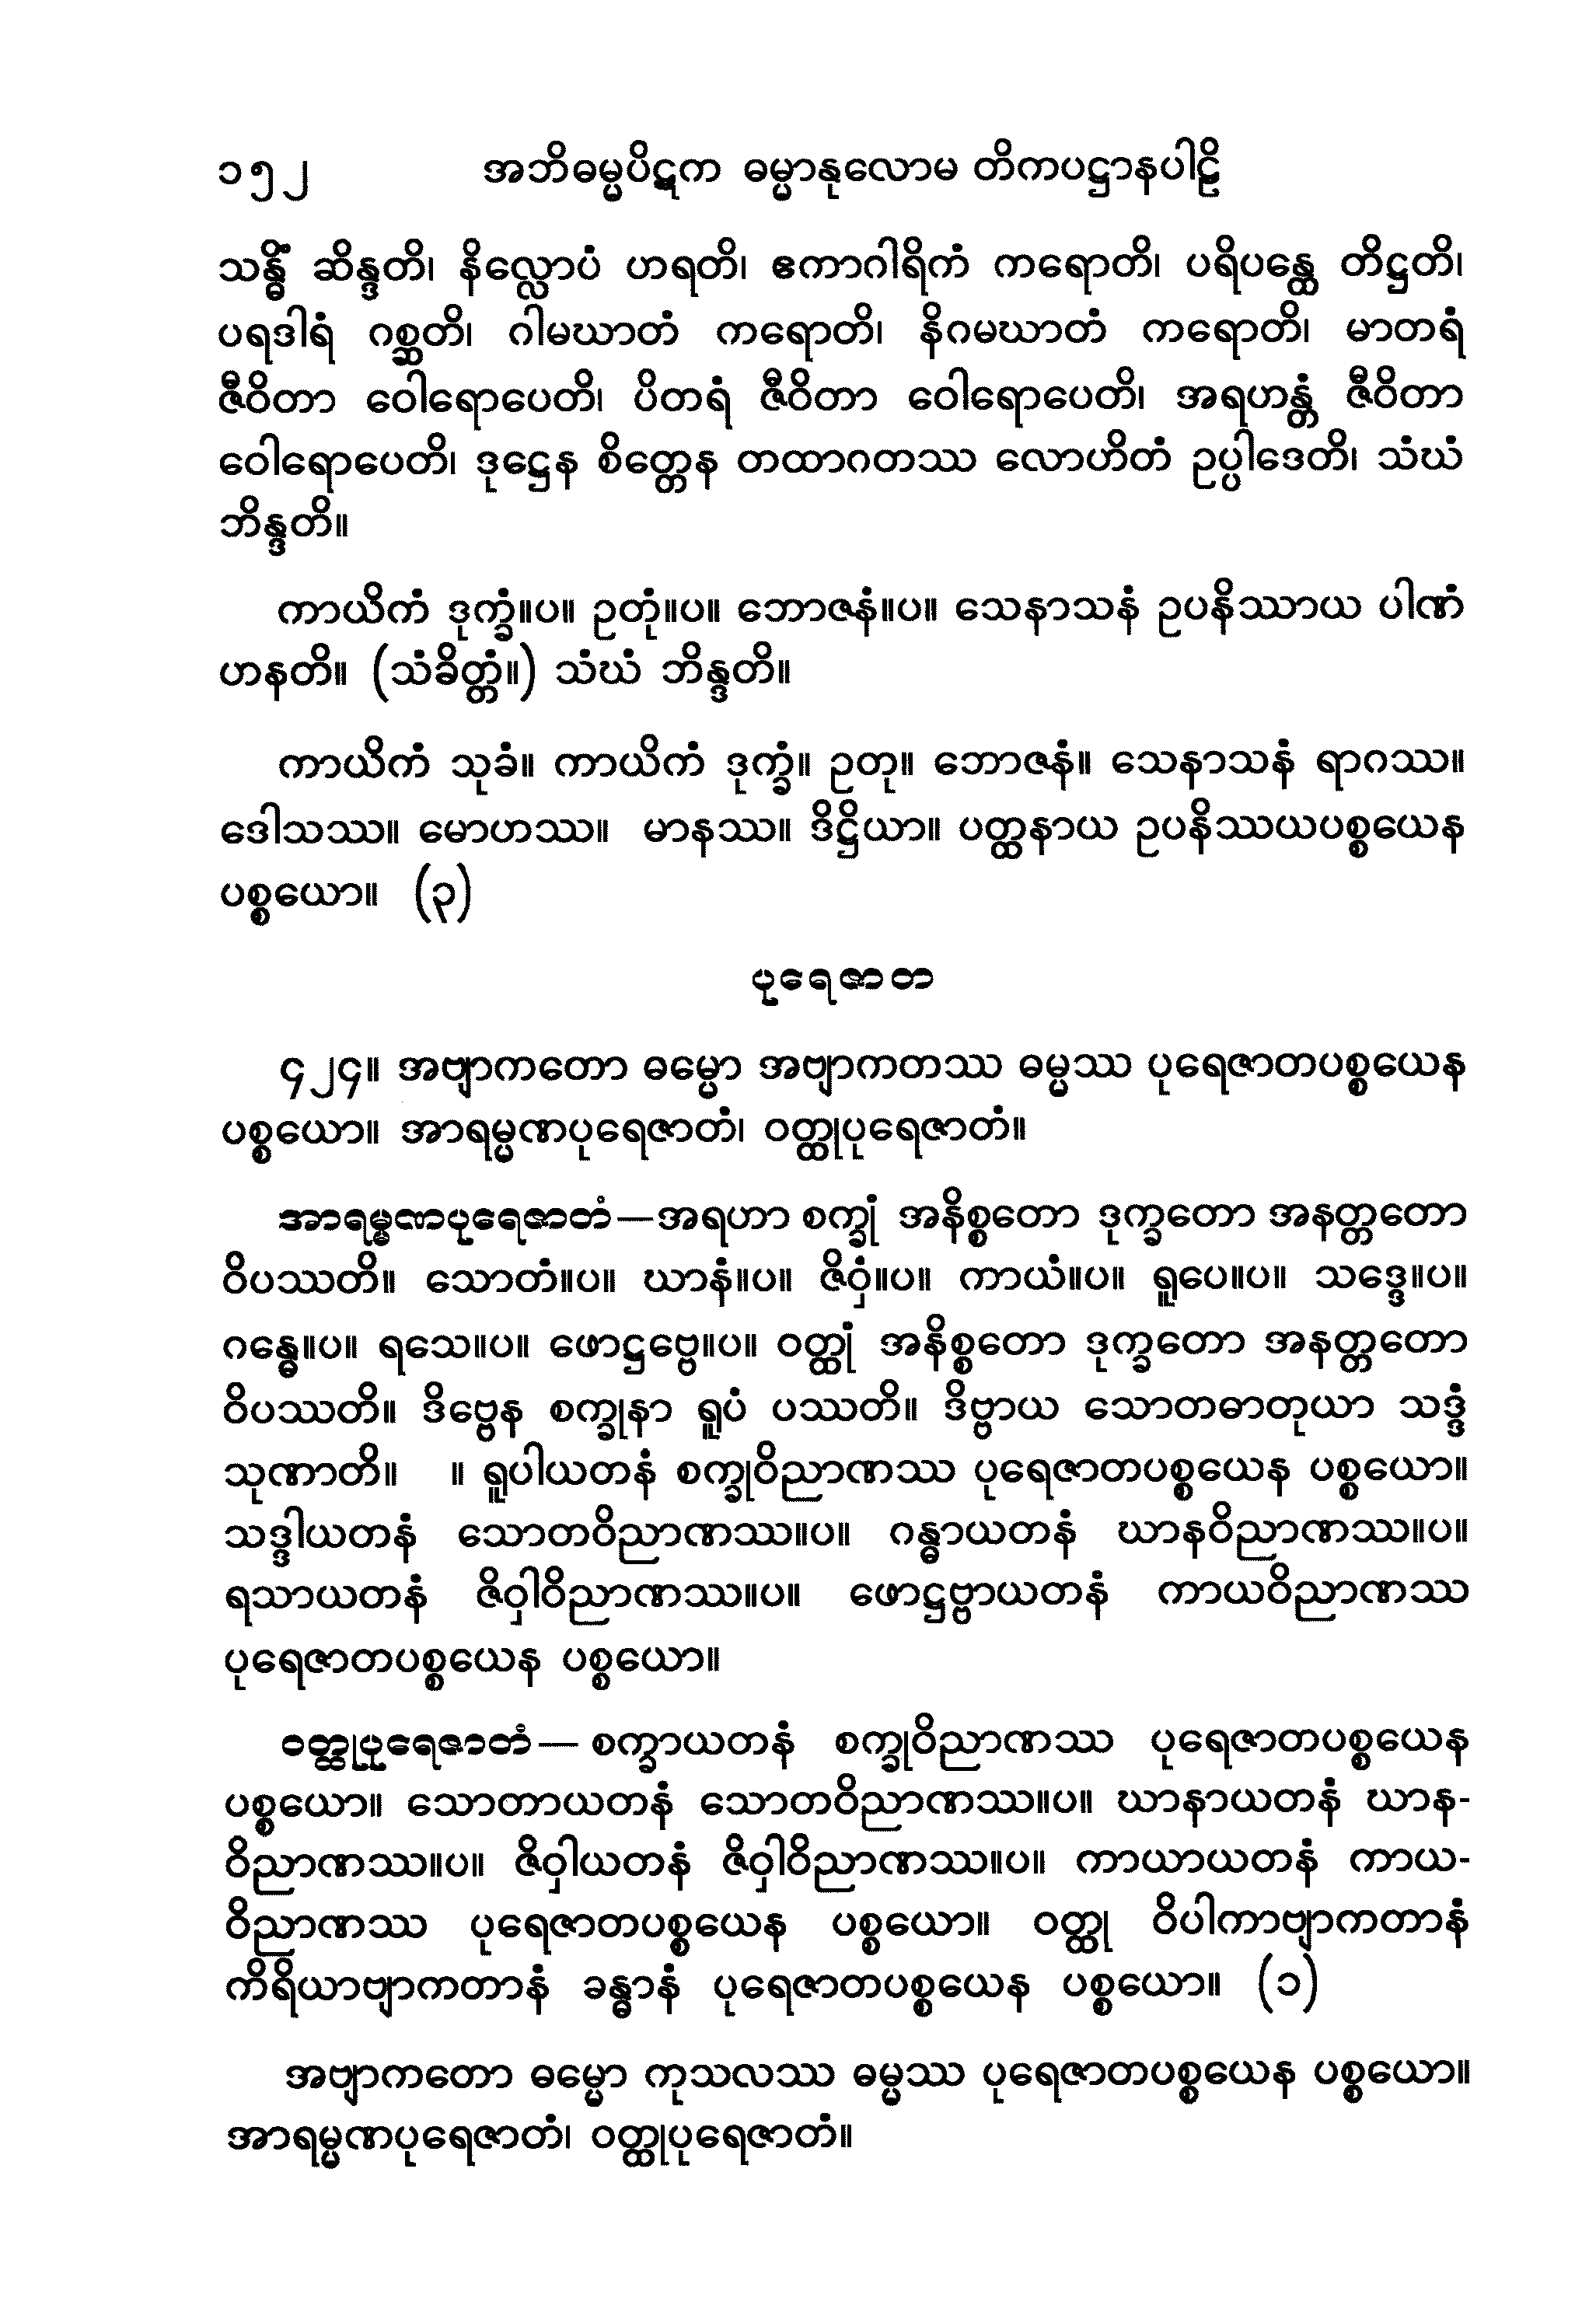 ၁၅၂ အဘိဓမ္မပိဋက ဓမ္မာနုလောမ တိကပဋ္ဌာနပါဠိ
သန္ဓိံ ဆိန္ဒတိ၊ နိလ္လောပံ ဟရတိ၊ ဧကာဂါရိကံ ကရောတိ၊ ပရိပန္ထေ တိဋ္ဌတိ၊
ပရဒါရံ ဂစ္ဆတိ၊ ဂါမဃာတံ ကရောတိ၊ နိဂမဃာတံ ကရောတိ၊ မာတရံ
ဇီဝိတာ ဝေါရောပေတိ၊ ပိတရံ ဇီဝိတာ ဝေါရောပေတိ၊ အရဟန္တံ ဇီဝိတာ
ဝေါရောပေတိ၊ ဒုဋ္ဌေန စိတ္တေန တထာဂတဿ လောဟိတံ ဥပ္ပါဒေတိ၊ သံဃံ
ဘိန္ဒတိ။
ကာယိကံ ဒုက္ခံ။ပ။ ဥတုံ။ပ။ ဘောဇနံ။ပ။ သေနာသနံ ဥပနိဿာယ ပါဏံ
ဟနတိ။ (သံခိတ္တံ။) သံဃံ ဘိန္ဒတိ။
ကာယိကံ သုခံ။ ကာယိကံ ဒုက္ခံ။ ဥတု။ ဘောဇနံ။ သေနာသနံ ရာဂဿ။
ဒေါသဿ။ မောဟဿ။ မာနဿ။ ဒိဋ္ဌိယာ။ ပတ္ထနာယ ဥပနိဿယပစ္စယေန
ပစ္စယော။ (၃)
ပုရေဇာတ
၄၂၄။ အဗျာကတော ဓမ္မော အဗျာကတဿ ဓမ္မဿ ပုရေဇာတပစ္စယေန
ပစ္စယော။ အာရမ္မဏပုရေဇာတံ၊ ဝတ္ထုပုရေဇာတံ။
အာရမ္မဏပုရေဇာတံ—အရဟာ စက္ခုံ အနိစ္စတော ဒုက္ခတော အနတ္တတော
ဝိပဿတိ။ သောတံ။ပ။ ဃာနံ။ပ။ ဇိဝှံ။ပ။ ကာယံ။ပ။ ရူပေ။ပ။ သဒ္ဒေ။ပ။
ဂန္ဓေ။ပ။ ရသေ။ပ။ ဖောဋ္ဌဗ္ဗေ။ပ။ ဝတ္ထုံ အနိစ္စတော ဒုက္ခတော အနတ္တတော
ဝိပဿတိ။ ဒိဗ္ဗေန စက္ခုနာ ရူပံ ပဿတိ။ ဒိဗ္ဗာယ သောတဓာတုယာ သဒ္ဒံ
သုဏာတိ။ ။ ရူပါယတနံ စက္ခုဝိညာဏဿ ပုရေဇာတပစ္စယေန ပစ္စယော။
သဒ္ဒါယတနံ သောတဝိညာဏဿ။ပ။ ဂန္ဓာယတနံ ဃာနဝိညာဏဿ။ပ။
ရသာယတနံ ဇိဝှါဝိညာဏဿ။ပ။ ဖောဋ္ဌဗ္ဗာယတနံ ကာယဝိညာဏဿ
ပုရေဇာတပစ္စယေန ပစ္စယော။
ဝတ္ထုပုရေဇာတံ— စက္ခာယတနံ စက္ခုဝိညာဏဿ ပုရေဇာတပစ္စယေန
ပစ္စယော။ သောတာယတနံ သောတဝိညာဏဿ။ပ။ ဃာနာယတနံ ဃာန-
ဝိညာဏဿ။ပ။ ဇိဝှါယတနံ ဇိဝှါဝိညာဏဿ။ပ။ ကာယာယတနံ ကာယ-
ဝိညာဏဿ ပုရေဇာတပစ္စယေန ပစ္စယော။ ဝတ္ထု ဝိပါကာဗျာကတာနံ
ကိရိယာဗျာကတာနံ ခန္ဓာနံ ပုရေဇာတပစ္စယေန ပစ္စယော။ (၁)
အဗျာကတော ဓမ္မော ကုသလဿ ဓမ္မဿ ပုရေဇာတပစ္စယေန ပစ္စယော။
အာရမ္မဏပုရေဇာတံ၊ ဝတ္ထုပုရေဇာတံ။